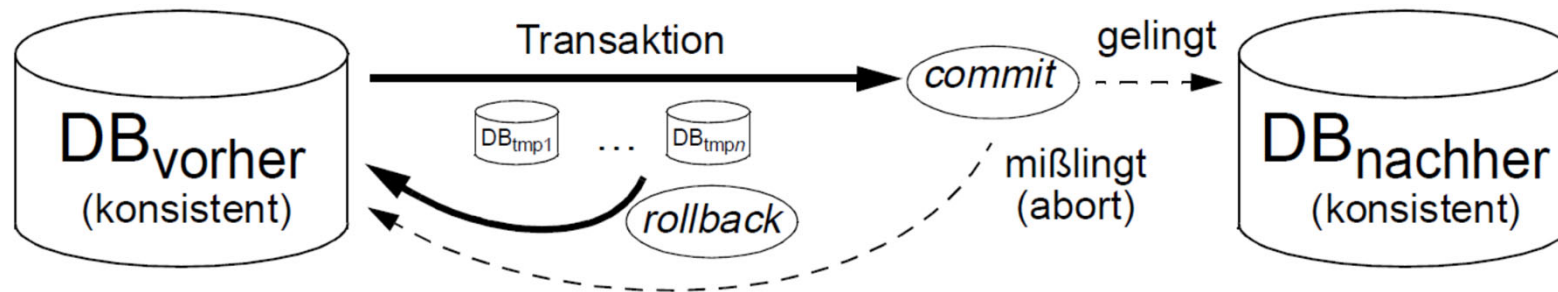 DBvorher
(konsistent)
Transaktion
DBtmp1
...
DBtmpn
rollback
commit
gelingt
mißlingt
(abort)
DBnachher
(konsistent)